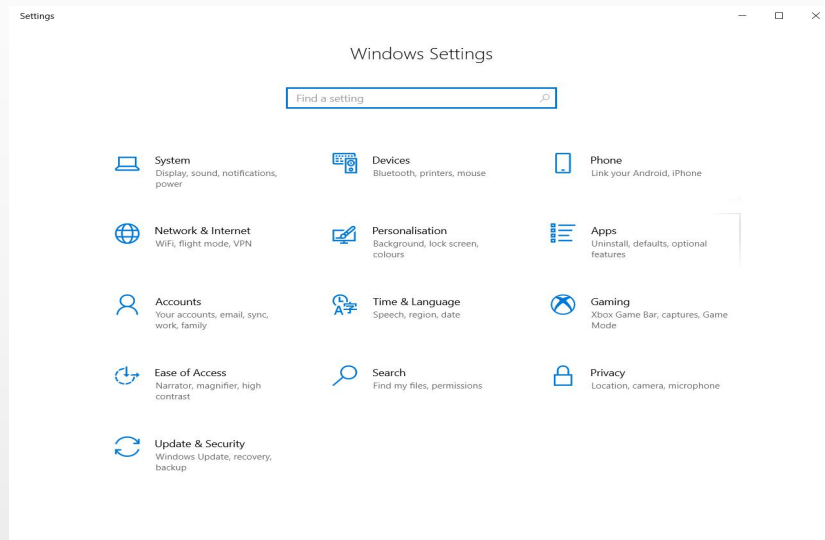 Settings
Windows Settings
Find a setting
System
Display, sound, notifications,
power
Devices
Bluetooth, printers, mouse
Phone
Link your Android, iPhone
Network & Internet
WiFi, flight mode, VPN
Personalisation
Background, lock screen,
colours
Apps
Uninstall, defaults, optional
features
Accounts
Your accounts, email, sync,
work, family
Time & Language
Speech, region, date
Gaming
Xbox Game Bar, captures, Game
Mode
Ease of Access
Narrator, magnifier, high
contrast
Search
Find my files, permissions
Privacy
Location, camera, microphone
Update & Security
Windows Update, recovery,
backup